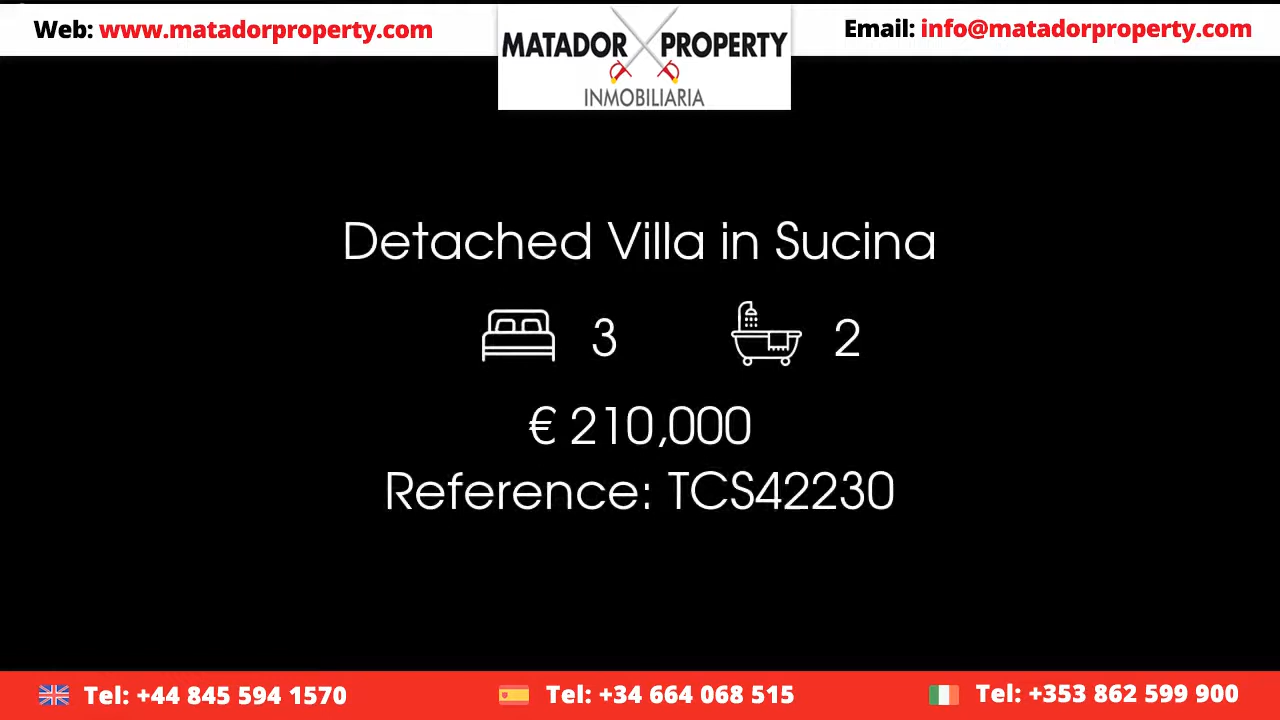 Web: www.matadorproperty.com
MATADOR PROPERTY
INMOBILIARIA
Email: info@matadorproperty.com
Detached Villa in Sucina
3 2
€ 210,000
Reference: TCS42230
Tel: +44 845 594 1570
Tel: +34 664 068 515
Tel: +353 862 599 900